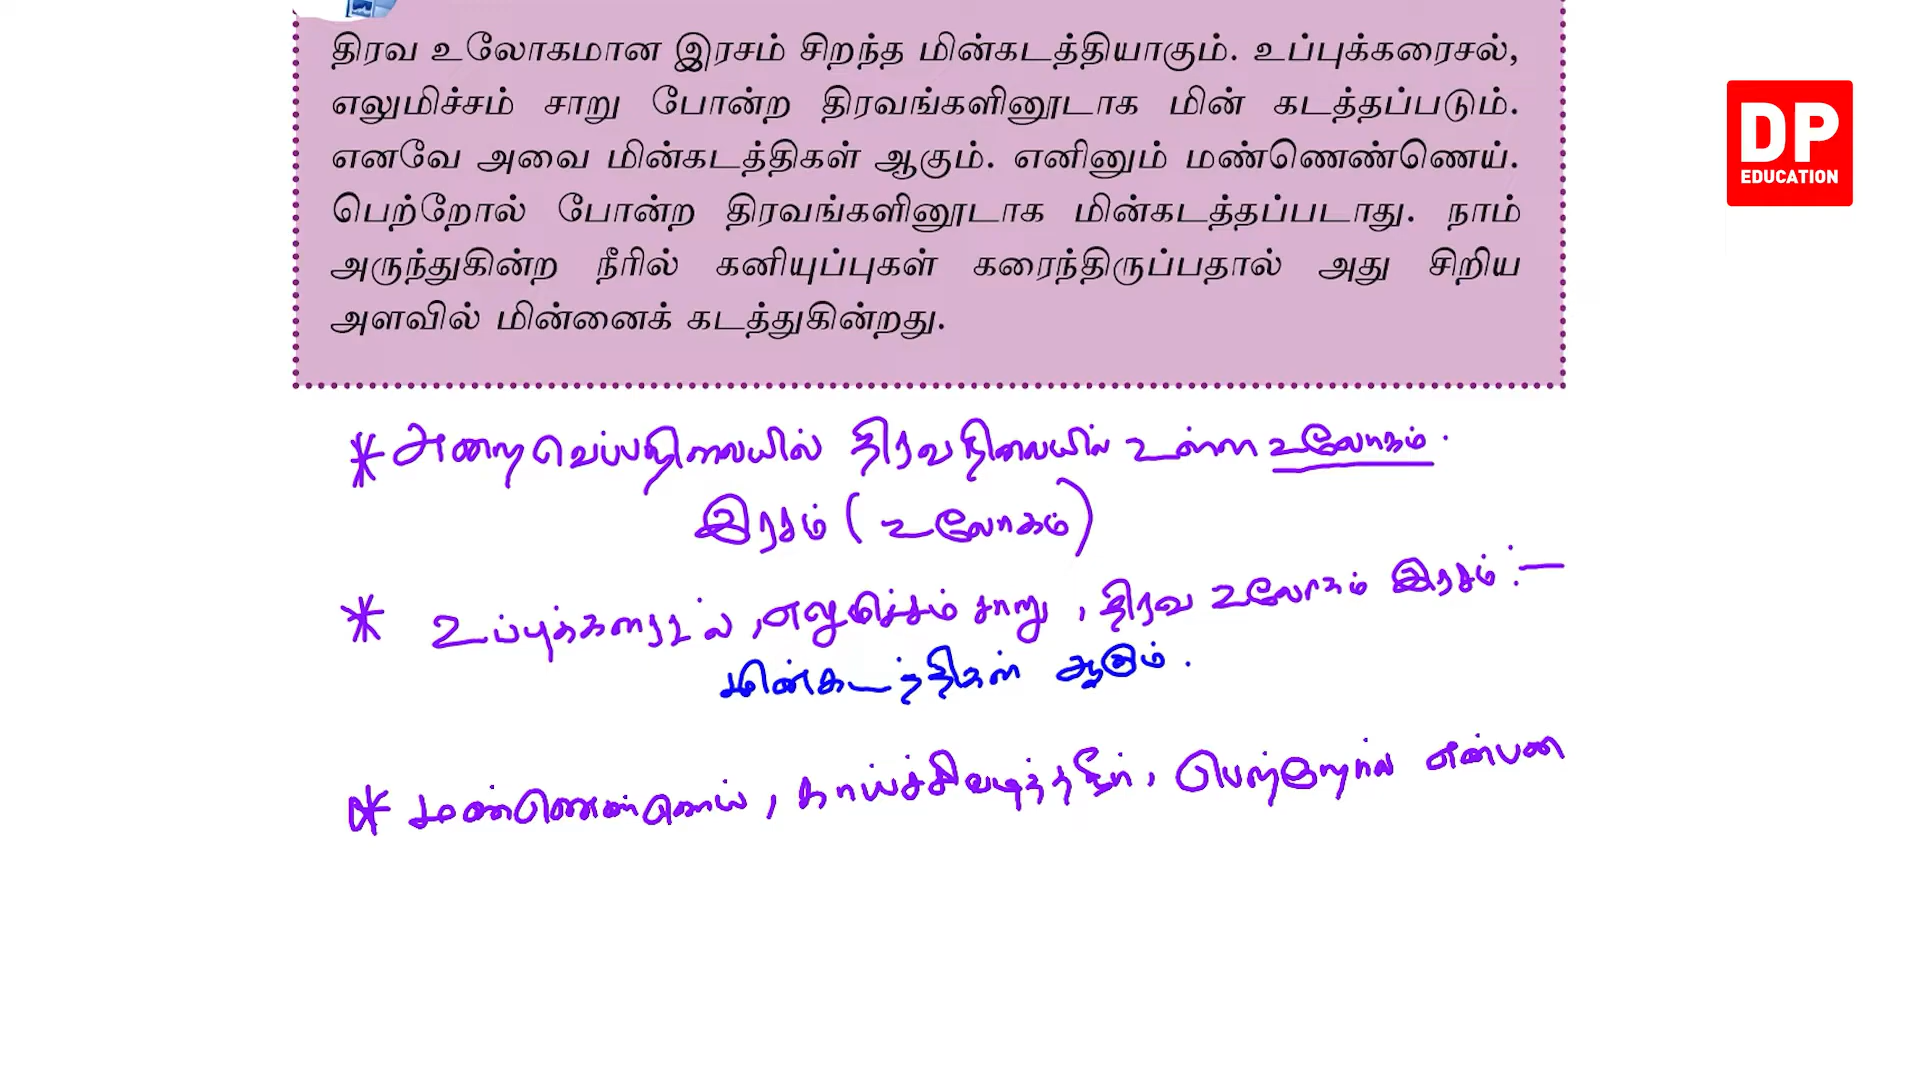 திரவ உலோகமான இரசம் சிறந்த மின்கடத்தியாகும். உப்புக்கரைசல்,
எலுமிச்சம் சாறு போன்ற திரவங்களினூடாக மின் கடத்தப்படும்.
எனவே அவை மின்கடத்திகள் ஆகும். எனினும் மண்ணெண்ணெய்.
பெற்றோல் போன்ற திரவங்களினூடாக மின்கடத்தப்படாது. நாம்
அருந்துகின்ற நீரில் கனியுப்புகள் கரைந்திருப்பதால் அது சிறிய
அளவில் மின்னைக் கடத்துகின்றது.
DP
EDUCATION
* அறை வெப்பநிலையில் திரவ நிலையில் உள்ள உலோகம்.
இரசம் ( உலோகம் )
* உப்புக்கரைசல் , எலுமிச்சம் சாறு , திரவ உலோகம் இரசம் :-
மின்கடத்திகள் ஆகும் .
* மண்ணெண்ணெய் , காய்ச்சிவடித்த நீர் , பெற்றோல் என்பன